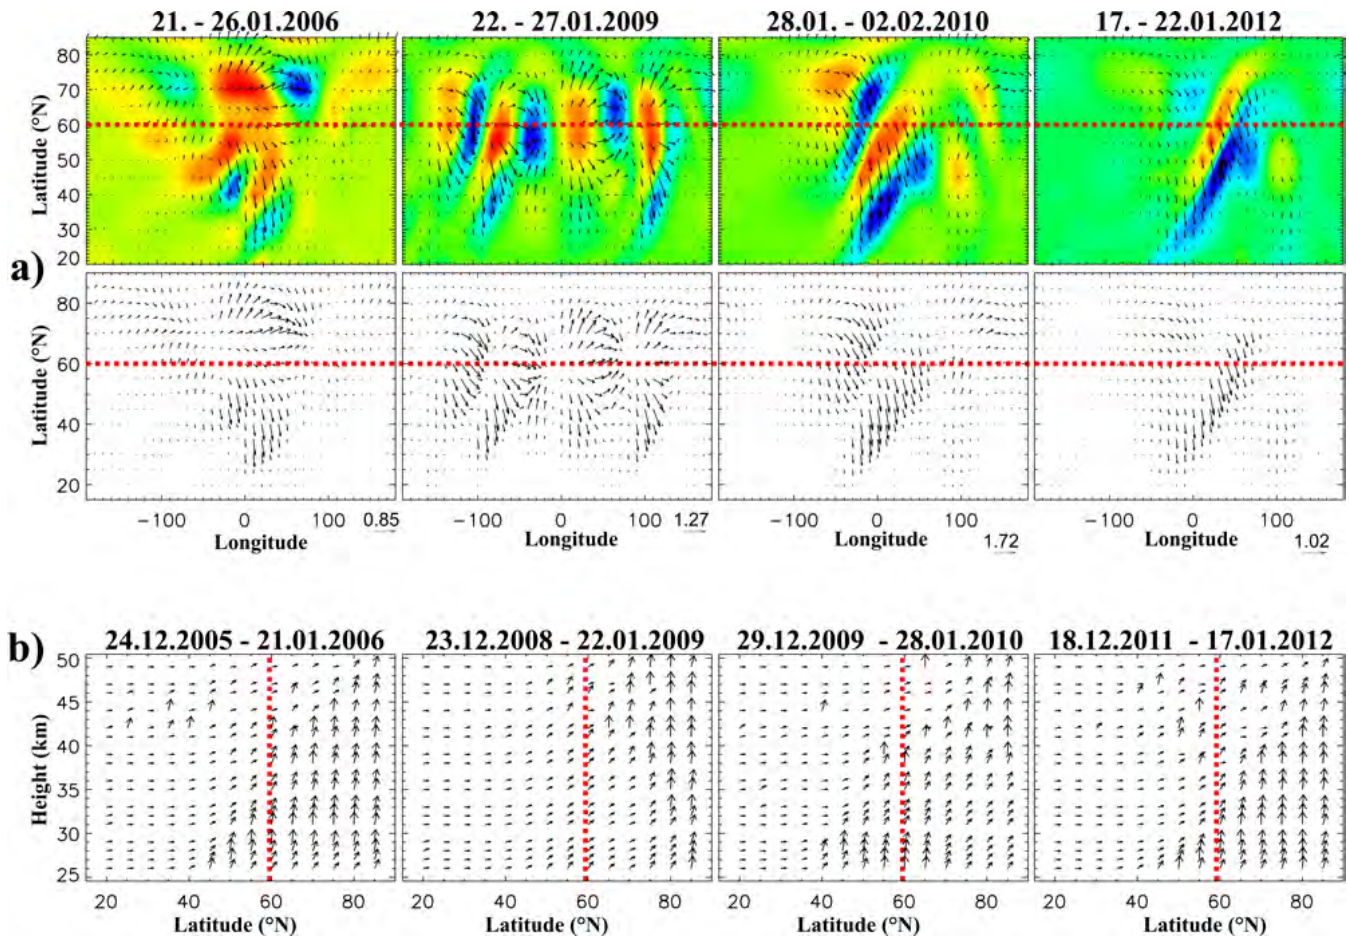 21. - 26.01.2006 22. - 27.01.2009 28.01. - 02.02.2010 17. - 22.01.2012
a)
Latitude (°N)
80
70
60
50
40
30
20
Latitude (°N)
80
60
40
20
−100 0 100 0.85 −100 0 100 1.27 −100 0 100 1.72 −100 0 100 1.02
Longitude Longitude Longitude Longitude
b)
24.12.2005 - 21.01.2006 23.12.2008 - 22.01.2009 29.12.2009 - 28.01.2010 18.12.2011 - 17.01.2012
Height (km)
50
45
40
35
30
25
20 40 60 80 20 40 60 80 20 40 60 80 20 40 60 80
Latitude (°N) Latitude (°N) Latitude (°N) Latitude (°N)